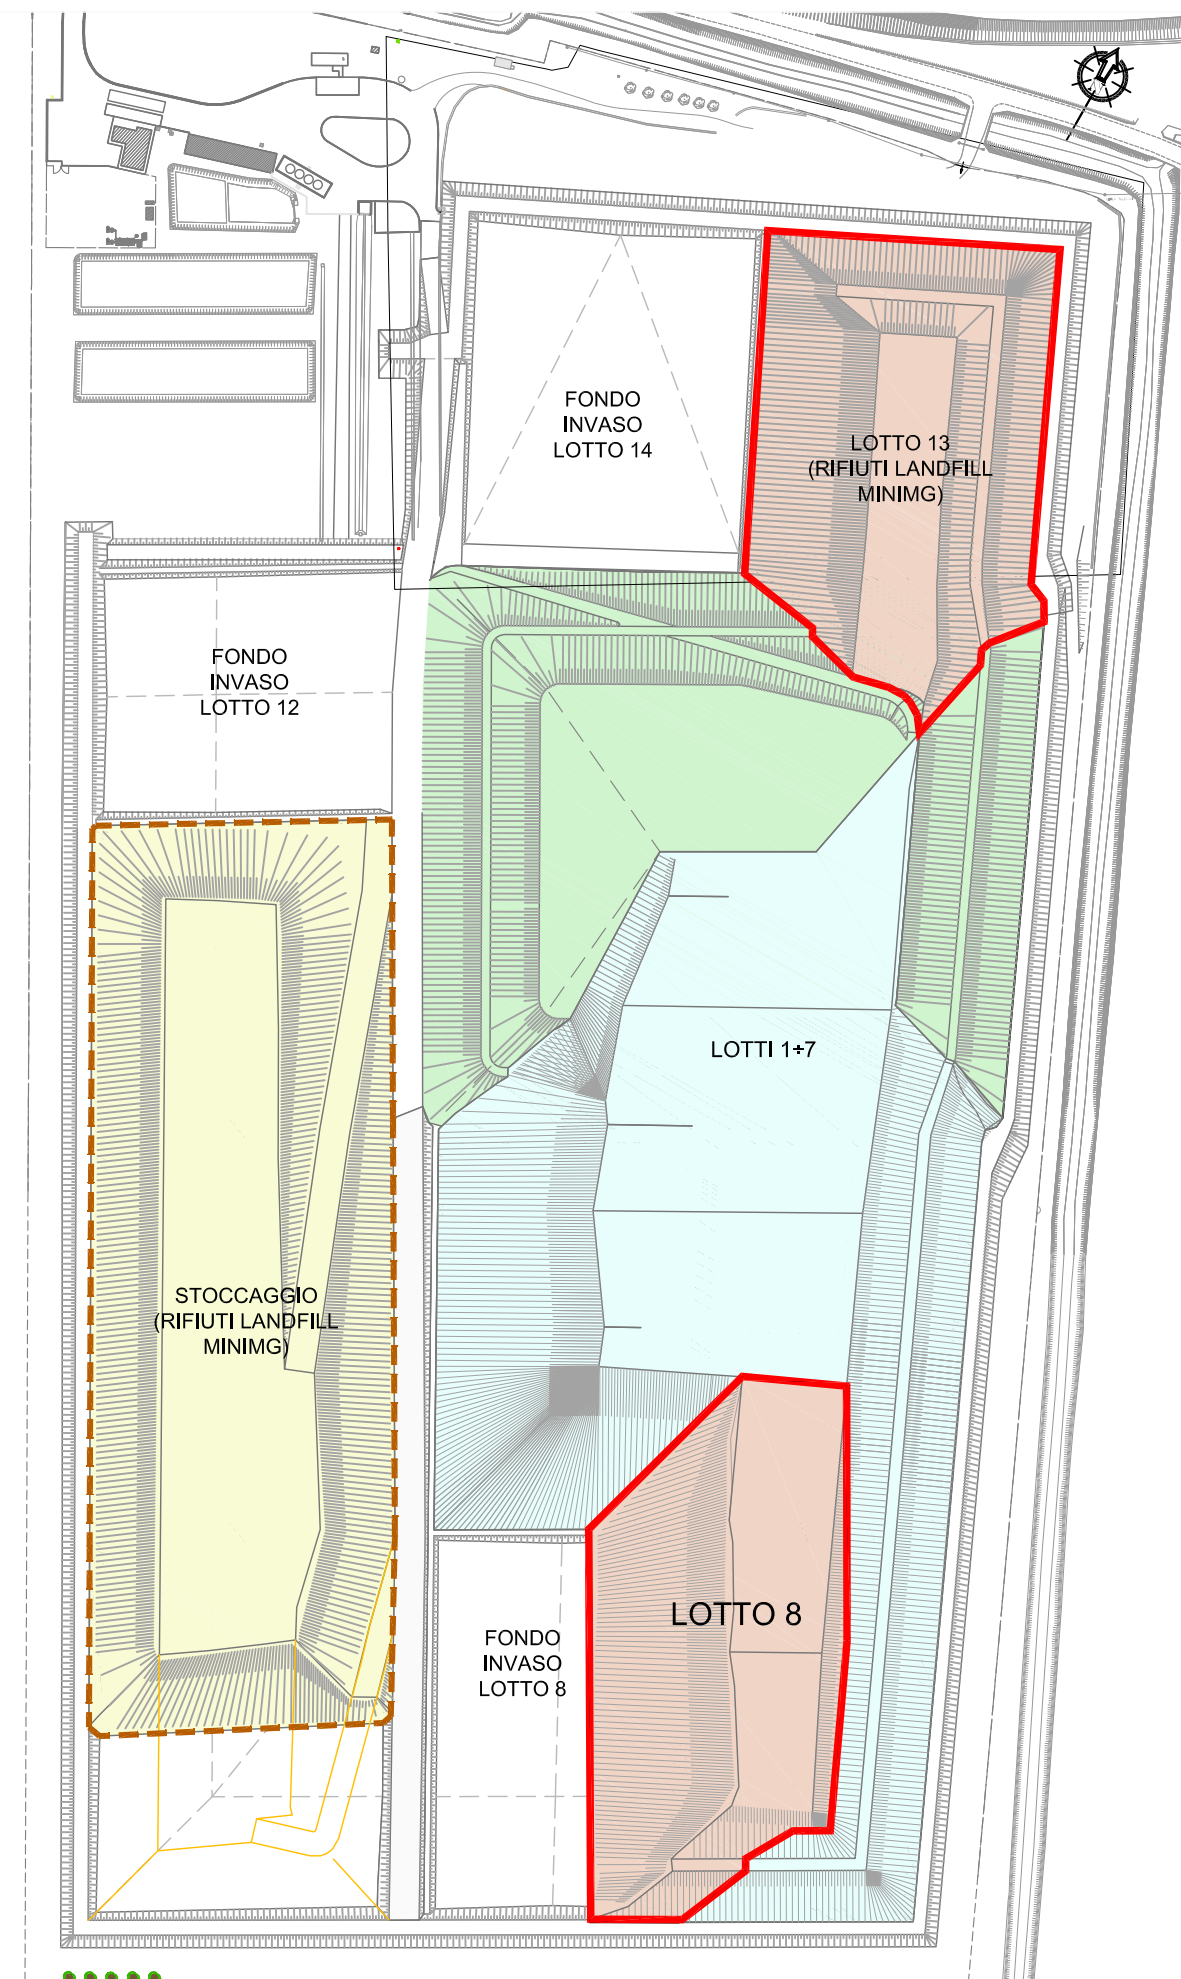 FONDO
INVASO
LOTTO 14
LOTTO 13
(RIFIUTI LANDFILL
MINIMG)
FONDO
INVASO
LOTTO 12
LOTTI 1÷7
STOCCAGGIO
(RIFIUTI LANDFILL
MINIMG)
LOTTO 8
FONDO
INVASO
LOTTO 8